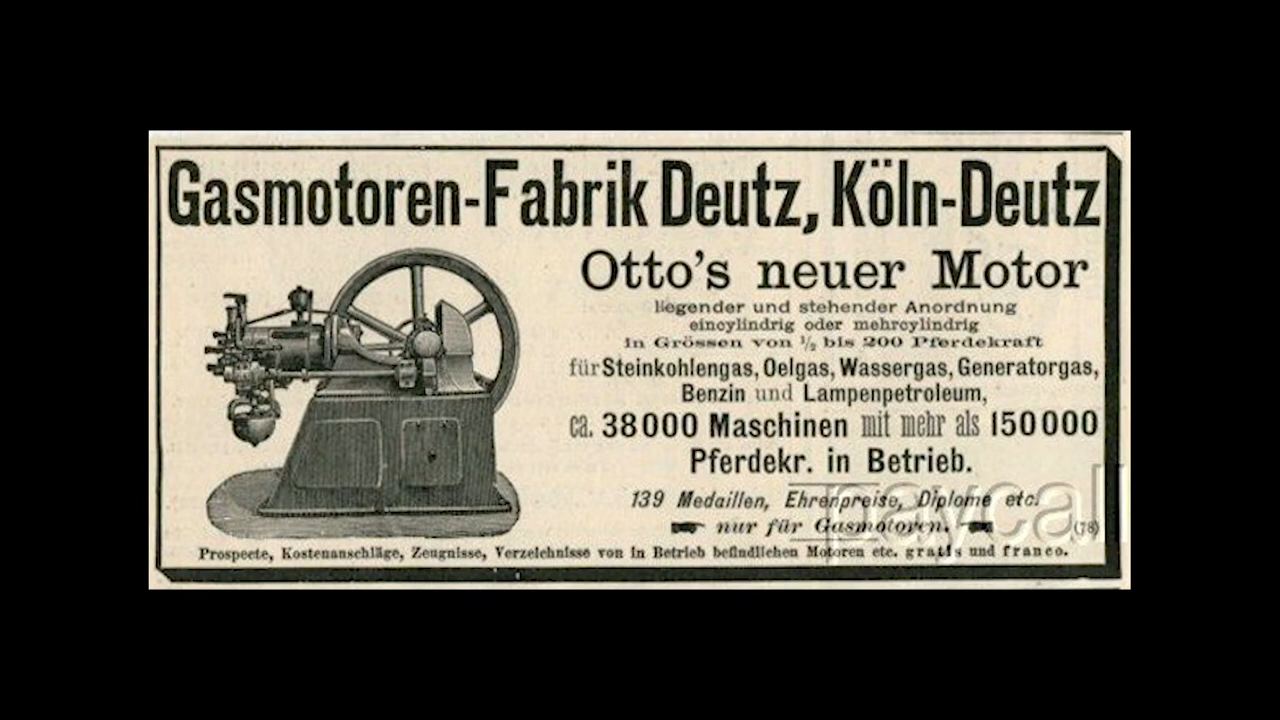 Gasmotoren-Fabrik Deutz, Köln-Deutz
Otto's neuer Motor
liegender und stehender Anordnung
eincylindrig oder mehrcylindrig
in Grössen von ½ bis 200 Pferdekraft
für Steinkohlengas, Oelgas, Wassergas, Generatorgas,
Benzin und Lampenpetroleum,
ca. 38000 Maschinen mit mehr als 150000
Pferdekr. in Betrieb.
139 Medaillen, Ehrenpreise, Diplome etc.
nur für Gasmotoren. (78)
Prospecte, Kostenanschläge, Zeugnisse, Verzeichnisse von in Betrieb befindlichen Motoren etc. gratis und franco.
paycall